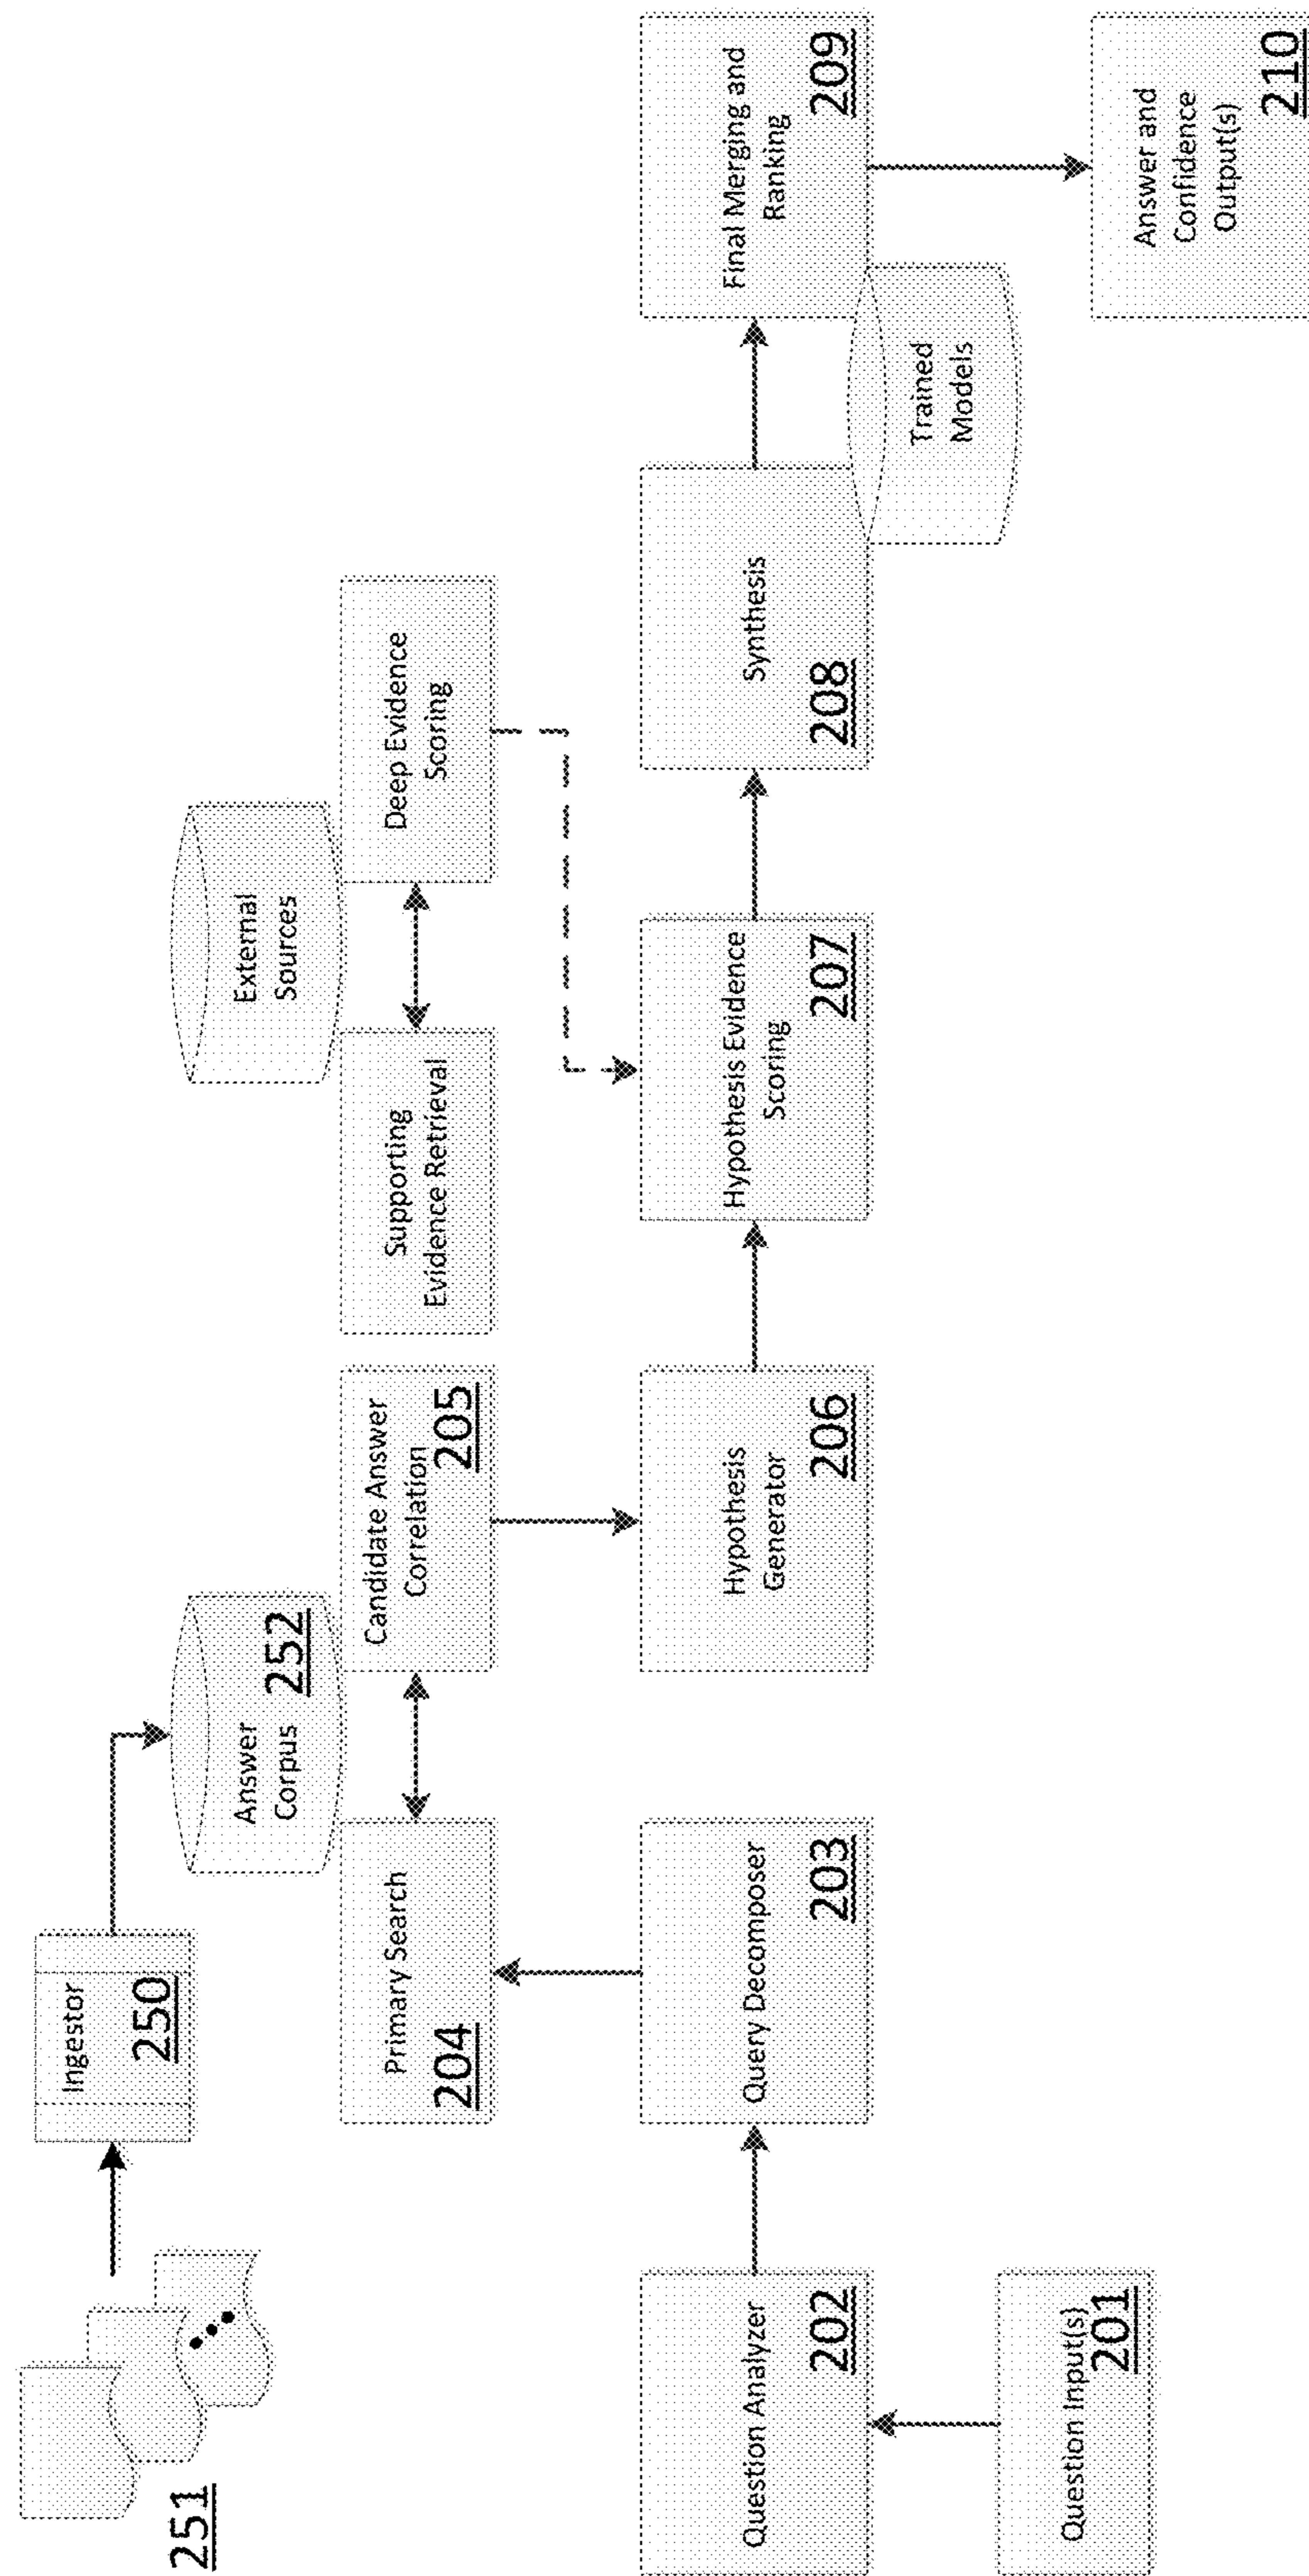 251
Ingestor
250
Answer
Corpus
252
External
Sources
Primary Search
204
Candidate Answer
Correlation
205
Supporting
Evidence Retrieval
Deep Evidence
Scoring
Question Analyzer
202
Query Decomposer
203
Hypothesis
Generator
206
Hypothesis Evidence
Scoring
207
Synthesis
208
Final Merging and
Ranking
209
Trained
Models
Question Input(s)
201
Answer and
Confidence
Output(s)
210